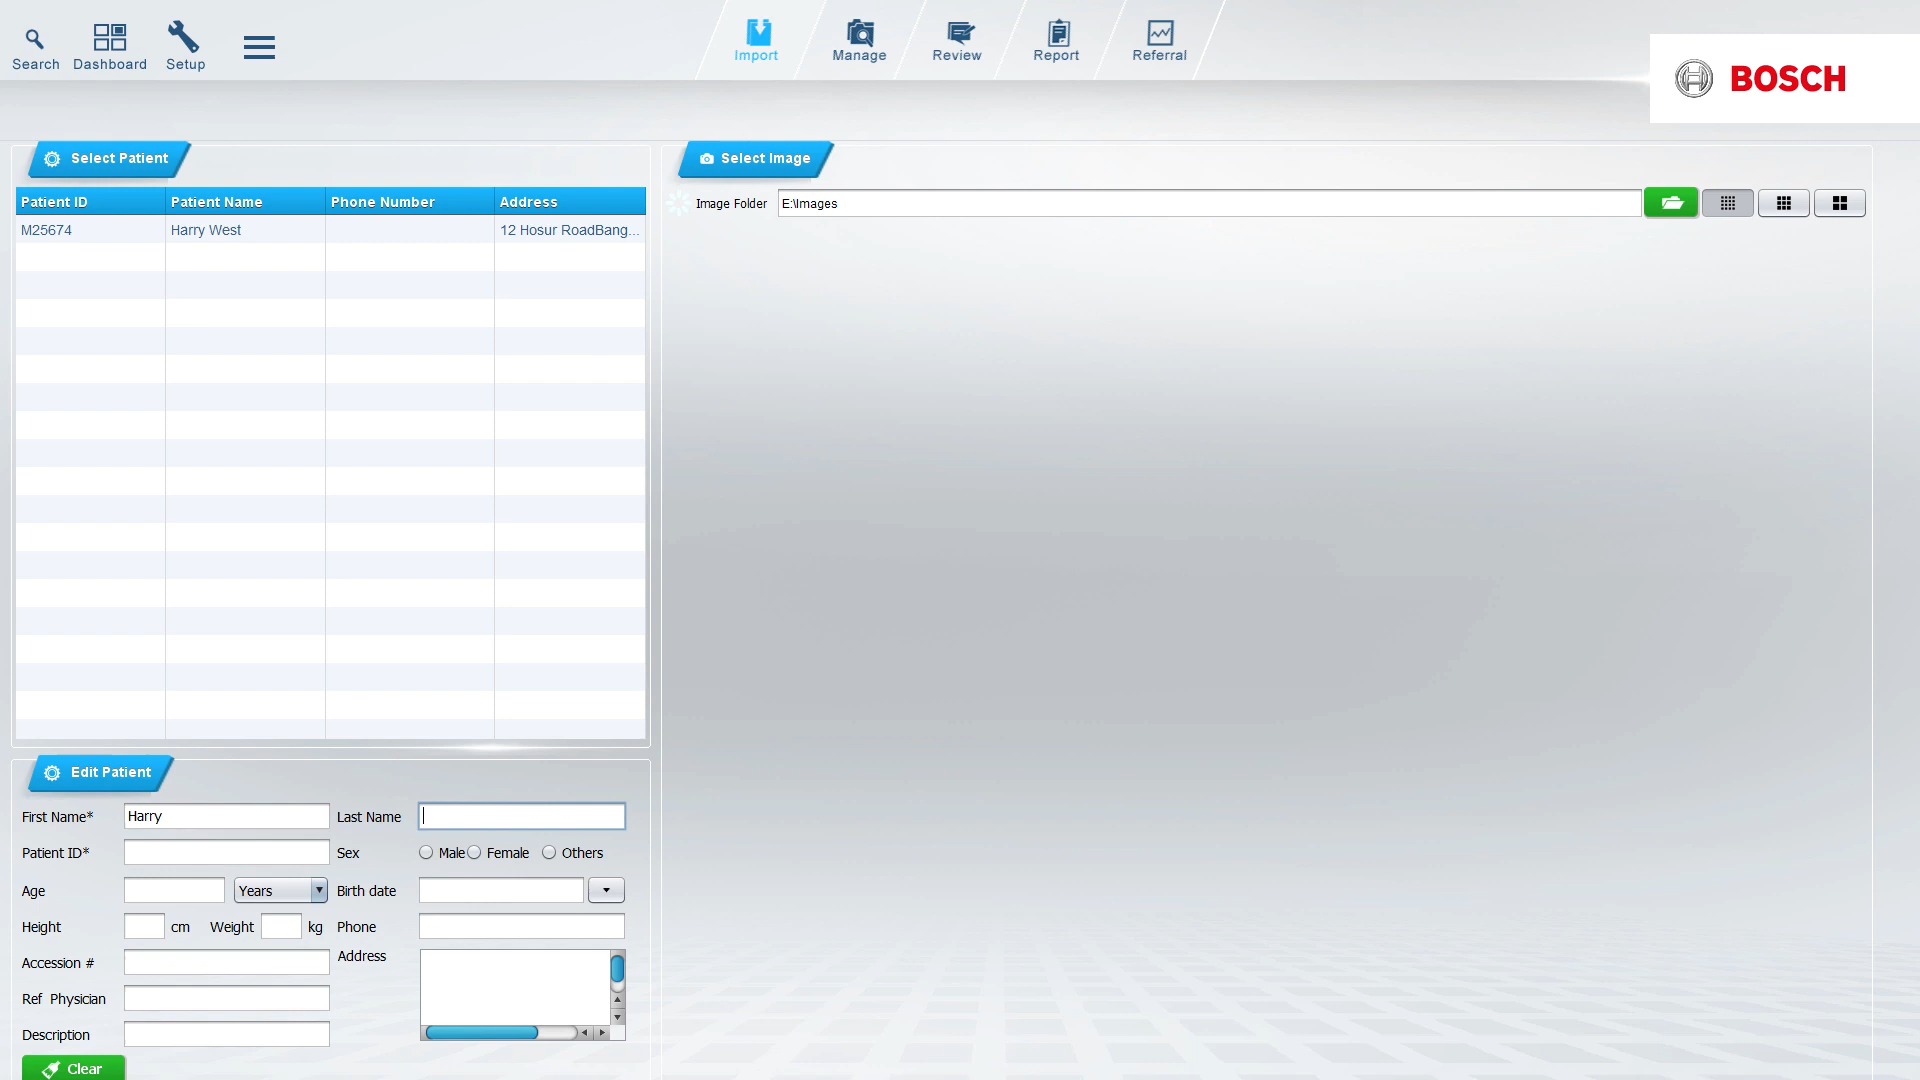 Search
Dashboard
Setup
Import
Manage
Review
Report
Referral
BOSCH
Select Patient
Patient ID
Patient Name
Phone Number
Address
M25674
Harry West
12 Hosur RoadBang...
Edit Patient
First Name*
Harry
Last Name
Patient ID*
Sex
Male
Female
Others
Age
Years
Birth date
Height
cm
Weight
kg
Phone
Accession #
Address
Ref Physician
Description
Clear
Select Image
Image Folder
E:\Images